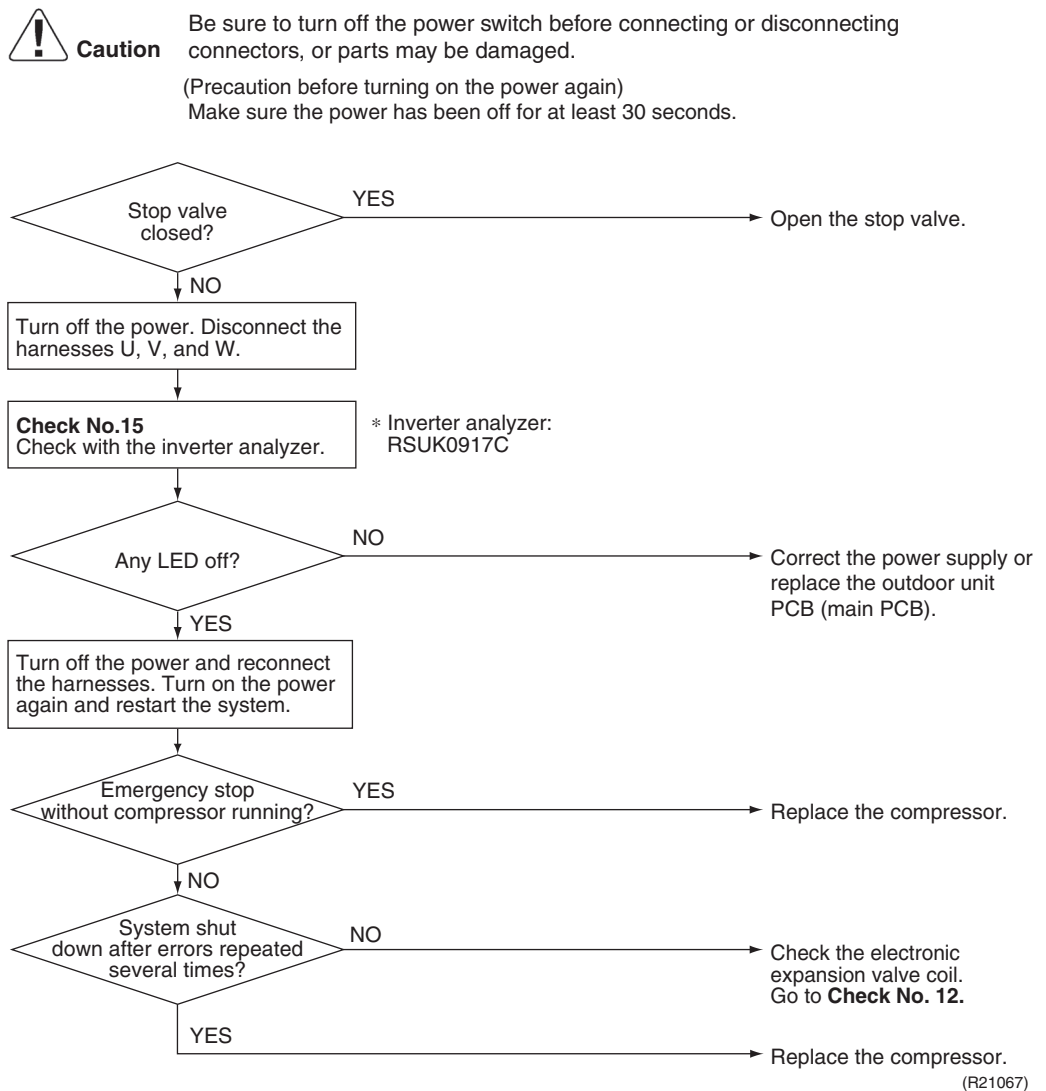 Caution
Be sure to turn off the power switch before connecting or disconnecting
connectors, or parts may be damaged.
(Precaution before turning on the power again)
Make sure the power has been off for at least 30 seconds.
Stop valve
closed?
YES
Open the stop valve.
NO
Turn off the power. Disconnect the
harnesses U, V, and W.
Check No.15
Check with the inverter analyzer.
* Inverter analyzer:
RSUK0917C
Any LED off?
NO
Correct the power supply or
replace the outdoor unit
PCB (main PCB).
YES
Turn off the power and reconnect
the harnesses. Turn on the power
again and restart the system.
Emergency stop
without compressor running?
YES
Replace the compressor.
NO
System shut
down after errors repeated
several times?
NO
Check the electronic
expansion valve coil.
Go to Check No. 12.
YES
Replace the compressor.
(R21067)